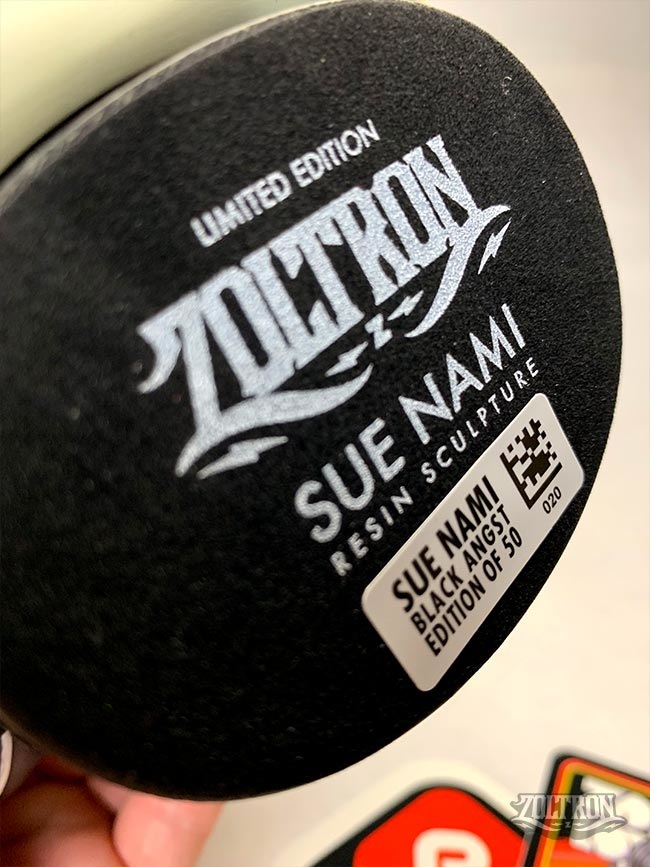 LIMITED EDITION
ZOLTRON
Z
SUE NAMI
RESIN SCULPTURE
SUE NAMI
BLACK ANGST
EDITION OF 50
020
ZOLTRON
Z